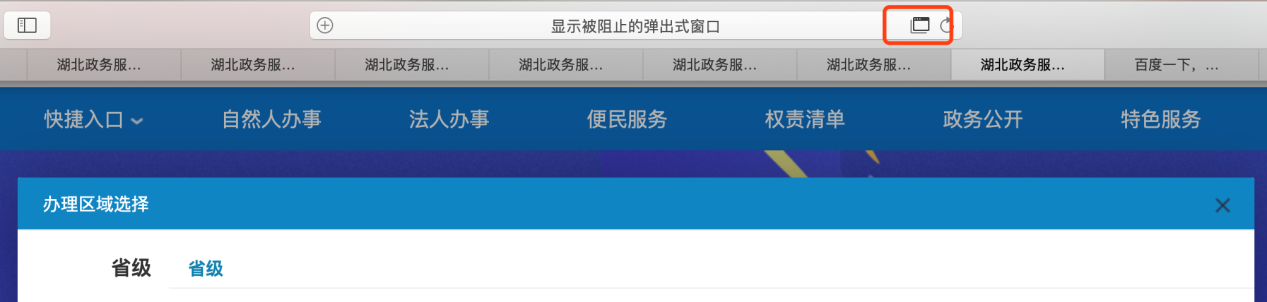 显示被阻止的弹出式窗口
湖北政务服... 湖北政务服... 湖北政务服... 湖北政务服... 湖北政务服... 湖北政务服... 湖北政务服... 百度一下，...
快捷入口 自然人办事 法人办事 便民服务 权责清单 政务公开 特色服务
办理区域选择
省级 省级